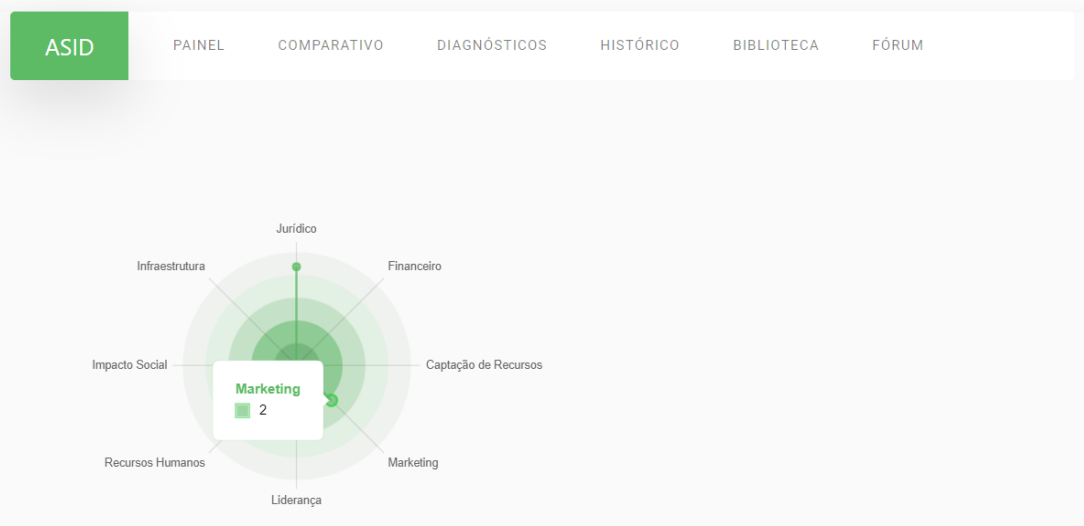 ASID
PAINEL
COMPARATIVO
DIAGNÓSTICOS
HISTÓRICO
BIBLIOTECA
FÓRUM
Jurídico
Infraestrutura
Financeiro
Impacto Social
Captação de Recursos
Marketing
2
Recursos Humanos
Marketing
Liderança